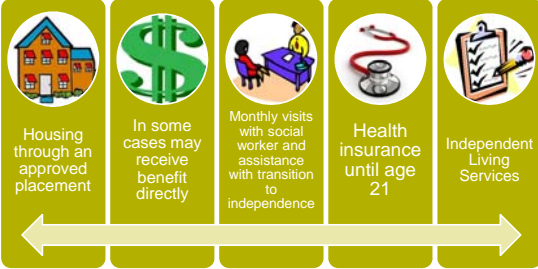 Housing
through an
approved
placement
In some
cases may
receive
benefit
directly
Monthly visits
with social
worker and
assistance
with transition
to
independence
Health
insurance
until age
21
Independent
Living
Services